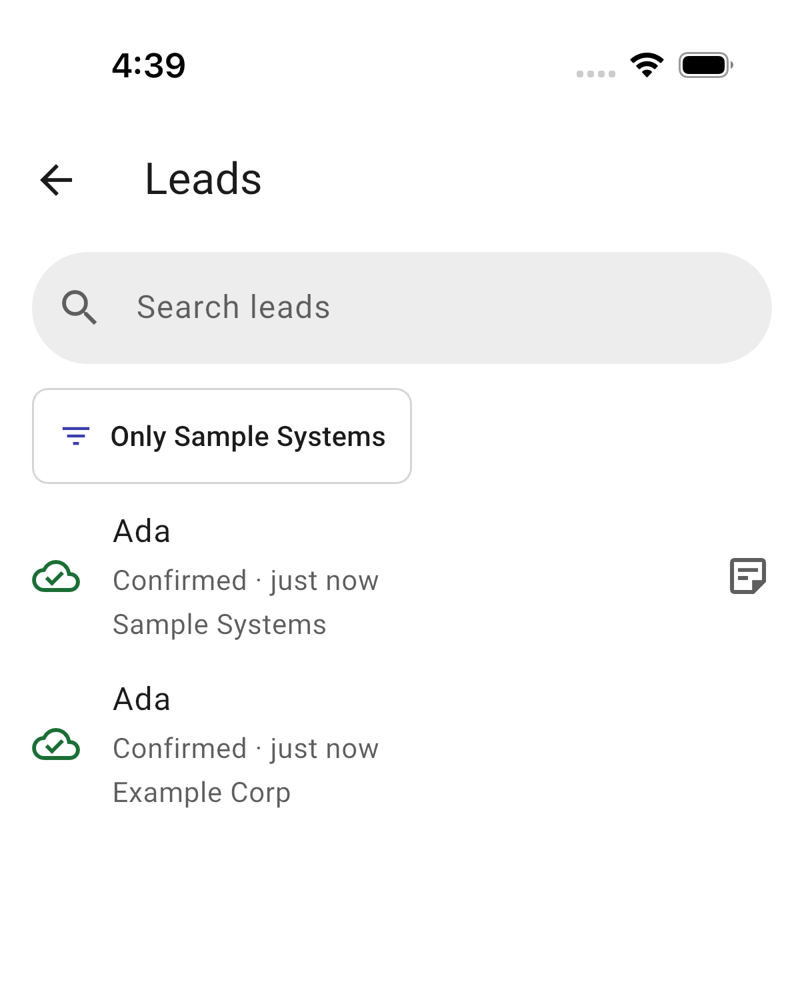 4:39
Leads
Search leads
Only Sample Systems
Ada
Confirmed · just now
Sample Systems
Ada
Confirmed · just now
Example Corp